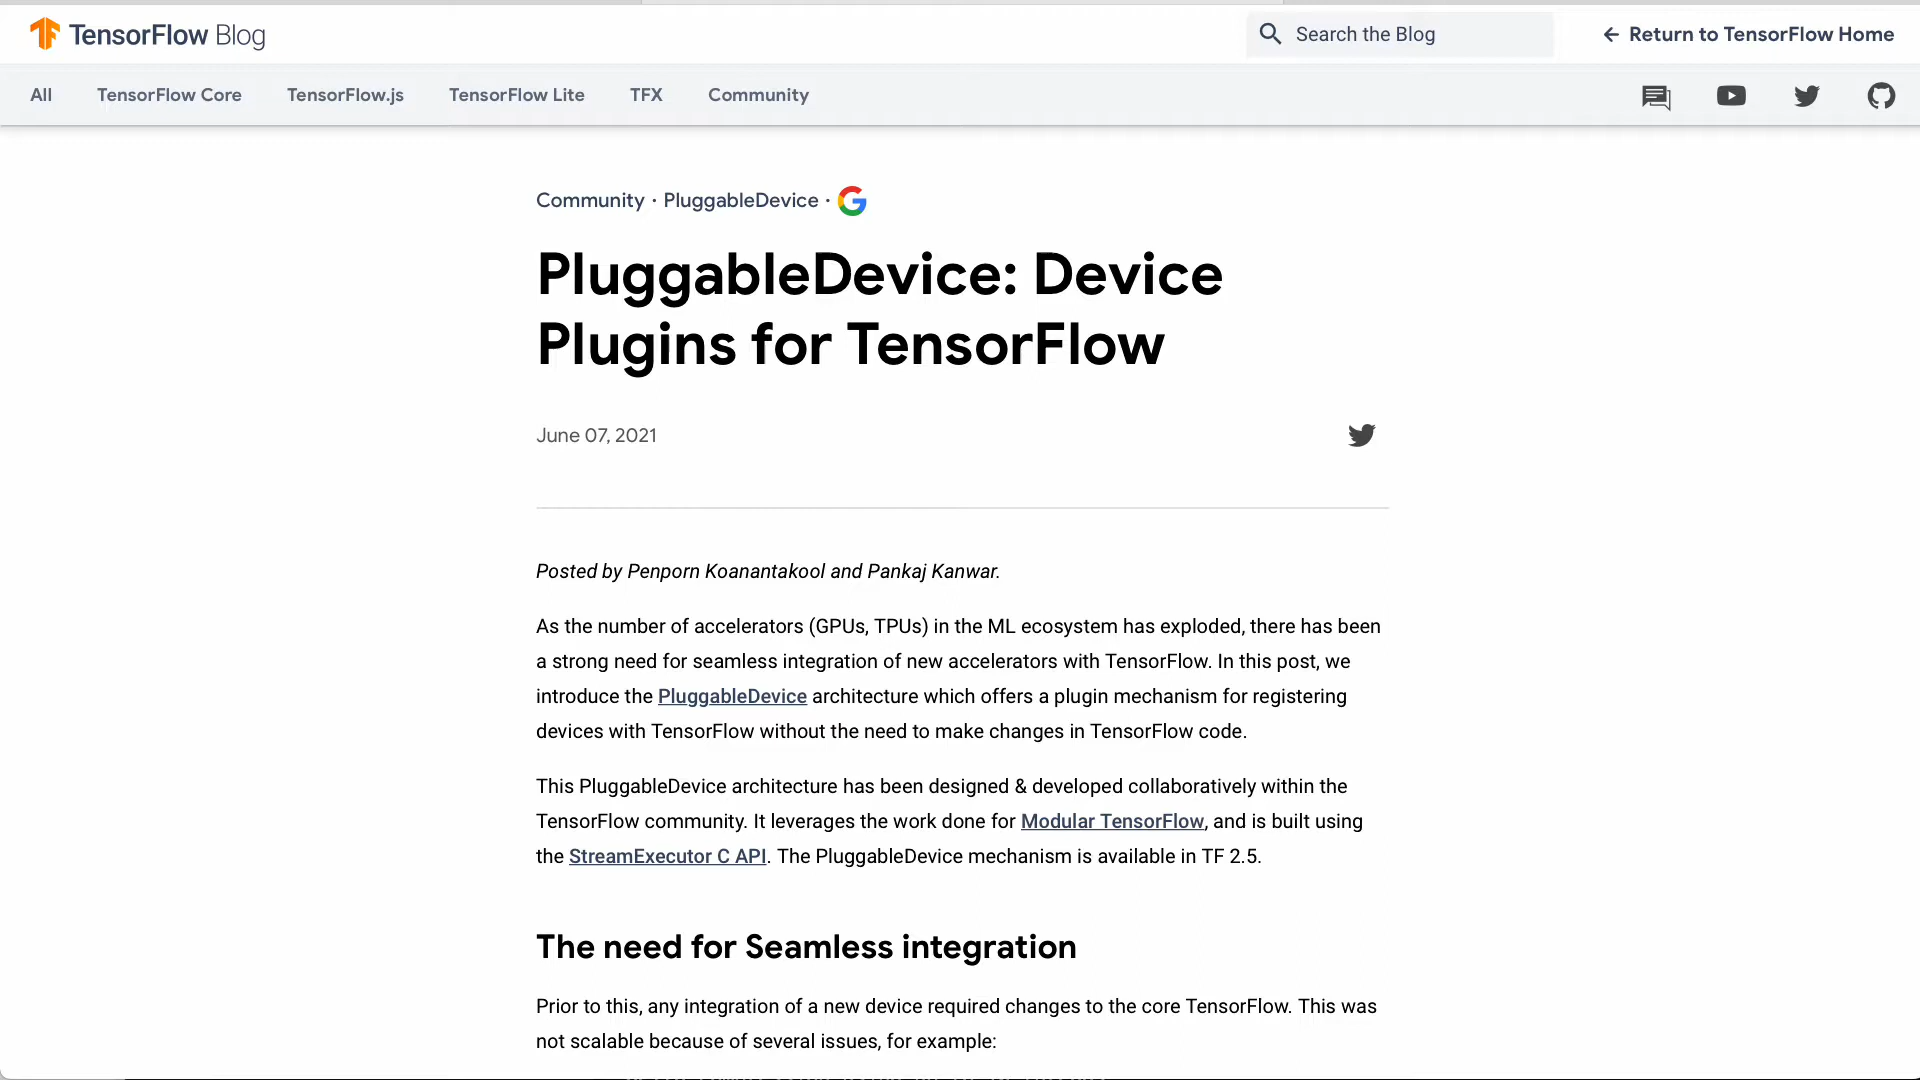 TensorFlow Blog
Search the Blog
Return to TensorFlow Home
All
TensorFlow Core
TensorFlow.js
TensorFlow Lite
TFX
Community
Community · PluggableDevice ·
PluggableDevice: Device
Plugins for TensorFlow
June 07, 2021
Posted by Penporn Koanantakool and Pankaj Kanwar.
As the number of accelerators (GPUs, TPUs) in the ML ecosystem has exploded, there has been
a strong need for seamless integration of new accelerators with TensorFlow. In this post, we
introduce the PluggableDevice architecture which offers a plugin mechanism for registering
devices with TensorFlow without the need to make changes in TensorFlow code.
This PluggableDevice architecture has been designed & developed collaboratively within the
TensorFlow community. It leverages the work done for Modular TensorFlow, and is built using
the StreamExecutor C API. The PluggableDevice mechanism is available in TF 2.5.
The need for Seamless integration
Prior to this, any integration of a new device required changes to the core TensorFlow. This was
not scalable because of several issues, for example: